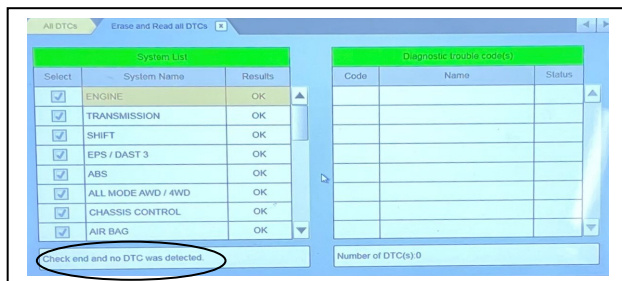 All DTCs Erase and Read all DTCs
System List
Select System Name Results
ENGINE OK
TRANSMISSION OK
SHIFT OK
EPS / DAST 3 OK
ABS OK
ALL MODE AWD / 4WD OK
CHASSIS CONTROL OK
AIR BAG OK
Check end and no DTC was detected.
Diagnostic trouble code(s)
Code Name Status
Number of DTC(s):0